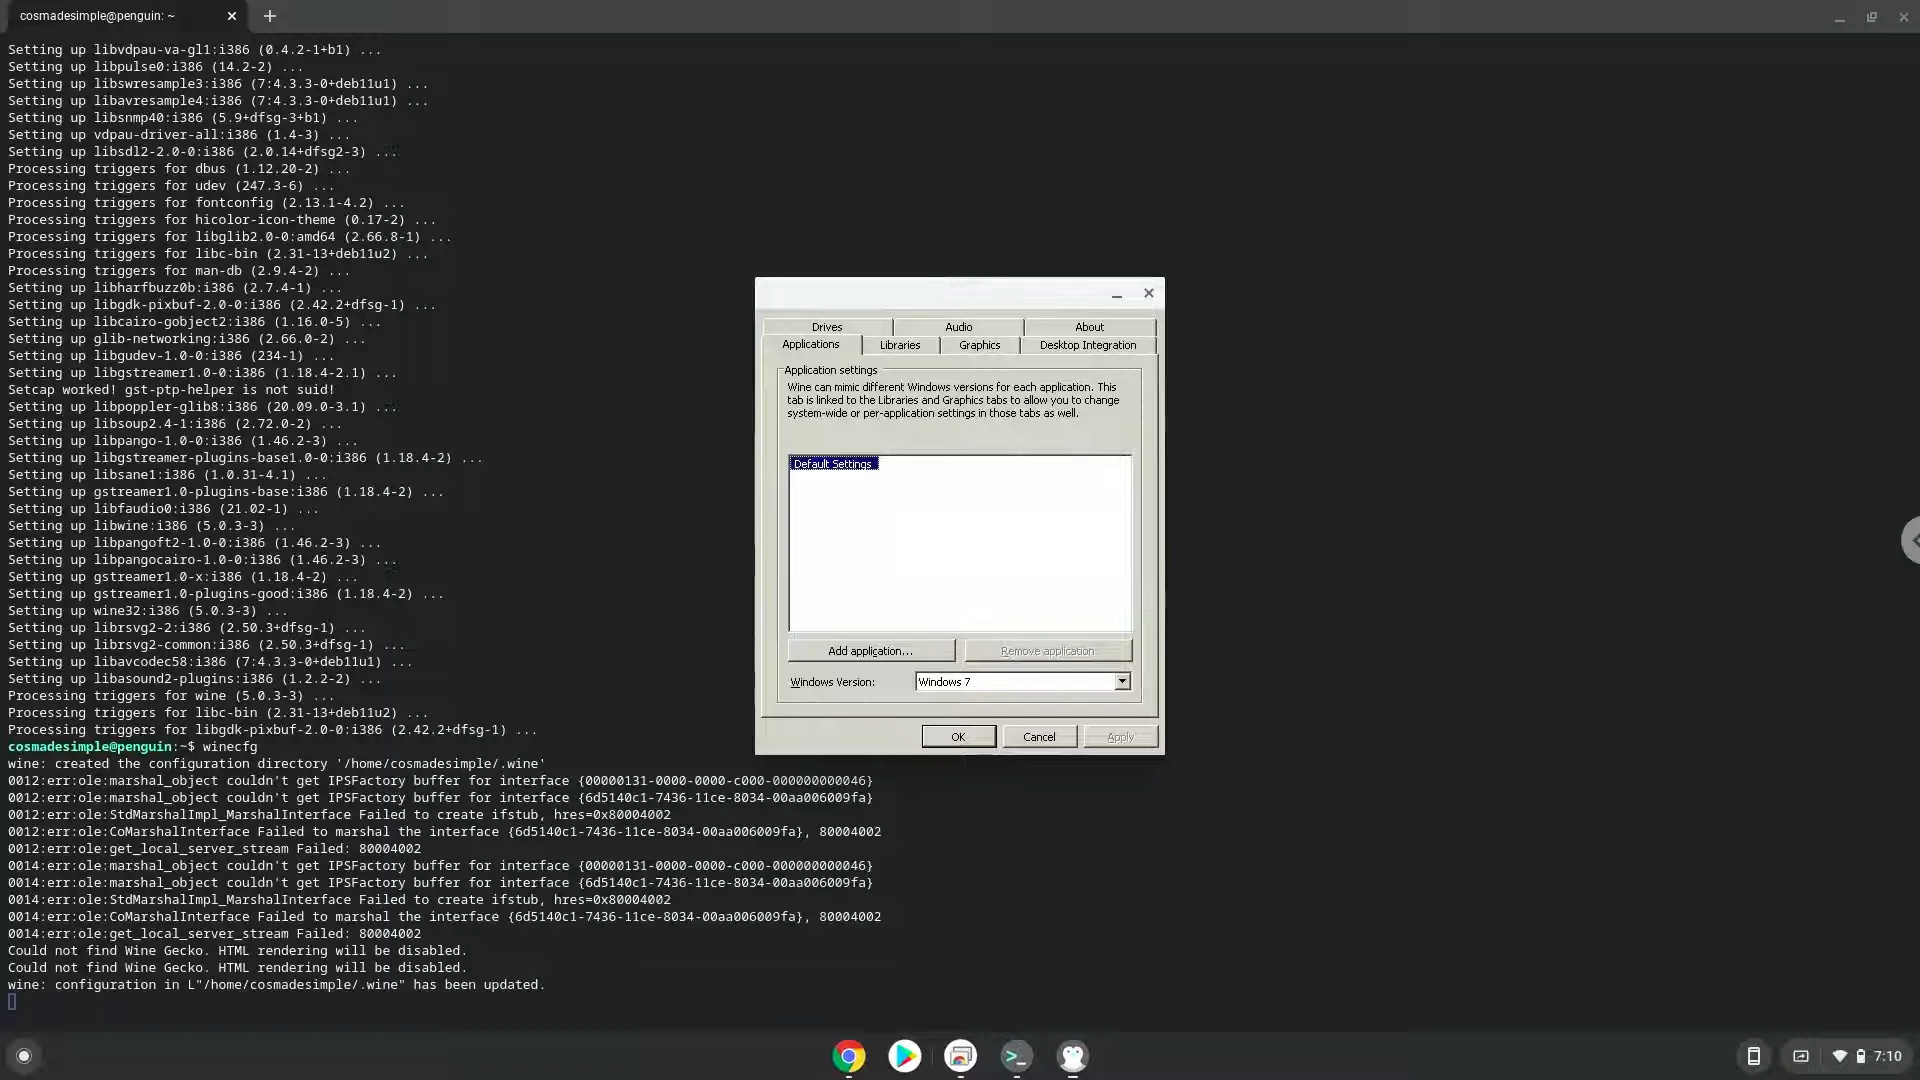 cosmadesimple@penguin: ~
Setting up libvdpau-va-gl1:i386 (0.4.2-1+b1) ...
Setting up libpulse0:i386 (14.2-2) ...
Setting up libswresample3:i386 (7:4.3.3-0+deb11u1) ...
Setting up libavresample4:i386 (7:4.3.3-0+deb11u1) ...
Setting up libsnmp40:i386 (5.9+dfsg-3+b1) ...
Setting up vdpau-driver-all:i386 (1.4-3) ...
Setting up libsdl2-2.0-0:i386 (2.0.14+dfsg2-3) ...
Processing triggers for dbus (1.12.20-2) ...
Processing triggers for udev (247.3-6) ...
Processing triggers for fontconfig (2.13.1-4.2) ...
Processing triggers for hicolor-icon-theme (0.17-2) ...
Processing triggers for libglib2.0-0:amd64 (2.66.8-1) ...
Processing triggers for libc-bin (2.31-13+deb11u2) ...
Processing triggers for man-db (2.9.4-2) ...
Setting up libharfbuzz0b:i386 (2.7.4-1) ...
Setting up libgdk-pixbuf-2.0-0:i386 (2.42.2+dfsg-1) ...
Setting up libcairo-gobject2:i386 (1.16.0-5) ...
Setting up glib-networking:i386 (2.66.0-2) ...
Setting up libgudev-1.0-0:i386 (234-1) ...
Setting up libgstreamer1.0-0:i386 (1.18.4-2.1) ...
Setcap worked! gst-ptp-helper is not suid!
Setting up libpoppler-glib8:i386 (20.09.0-3.1) ...
Setting up libsoup2.4-1:i386 (2.72.0-2) ...
Setting up libpango-1.0-0:i386 (1.46.2-3) ...
Setting up libgstreamer-plugins-base1.0-0:i386 (1.18.4-2) ...
Setting up libsane1:i386 (1.0.31-4.1) ...
Setting up gstreamer1.0-plugins-base:i386 (1.18.4-2) ...
Setting up libfaudio0:i386 (21.02-1) ...
Setting up libwine:i386 (5.0.3-3) ...
Setting up libpangoft2-1.0-0:i386 (1.46.2-3) ...
Setting up libpangocairo-1.0-0:i386 (1.46.2-3) ...
Setting up gstreamer1.0-x:i386 (1.18.4-2) ...
Setting up gstreamer1.0-plugins-good:i386 (1.18.4-2) ...
Setting up wine32:i386 (5.0.3-3) ...
Setting up librsvg2-2:i386 (2.50.3+dfsg-1) ...
Setting up librsvg2-common:i386 (2.50.3+dfsg-1) ...
Setting up libavcodec58:i386 (7:4.3.3-0+deb11u1) ...
Setting up libasound2-plugins:i386 (1.2.2-2) ...
Processing triggers for wine (5.0.3-3) ...
Processing triggers for libc-bin (2.31-13+deb11u2) ...
Processing triggers for libgdk-pixbuf-2.0-0:i386 (2.42.2+dfsg-1) ...
cosmadesimple@penguin:~$ winecfg
wine: created the configuration directory '/home/cosmadesimple/.wine'
0012:err:ole:marshal_object couldn't get IPSFactory buffer for interface {00000131-0000-0000-c000-000000000046}
0012:err:ole:marshal_object couldn't get IPSFactory buffer for interface {6d5140c1-7436-11ce-8034-00aa006009fa}
0012:err:ole:StdMarshalImpl_MarshalInterface Failed to create ifstub, hres=0x80004002
0012:err:ole:CoMarshalInterface Failed to marshal the interface {6d5140c1-7436-11ce-8034-00aa006009fa}, 80004002
0012:err:ole:get_local_server_stream Failed: 80004002
0014:err:ole:marshal_object couldn't get IPSFactory buffer for interface {00000131-0000-0000-c000-000000000046}
0014:err:ole:marshal_object couldn't get IPSFactory buffer for interface {6d5140c1-7436-11ce-8034-00aa006009fa}
0014:err:ole:StdMarshalImpl_MarshalInterface Failed to create ifstub, hres=0x80004002
0014:err:ole:CoMarshalInterface Failed to marshal the interface {6d5140c1-7436-11ce-8034-00aa006009fa}, 80004002
0014:err:ole:get_local_server_stream Failed: 80004002
Could not find Wine Gecko. HTML rendering will be disabled.
Could not find Wine Gecko. HTML rendering will be disabled.
wine: configuration in L"/home/cosmadesimple/.wine" has been updated.
Drives Audio About
Applications Libraries Graphics Desktop Integration
Application settings
Wine can mimic different Windows versions for each application. This
tab is linked to the Libraries and Graphics tabs to allow you to change
system-wide or per-application settings in those tabs as well.
Default Settings
Add application... Remove application
Windows Version: Windows 7
OK Cancel Apply
7:10